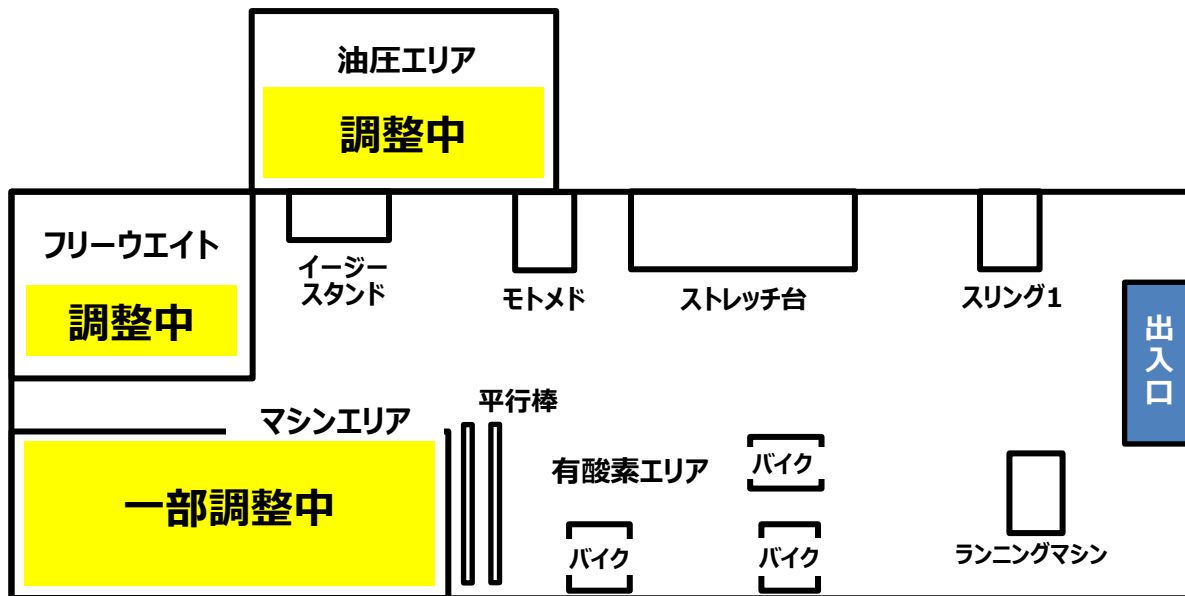 油圧エリア
調整中
フリーウエイト
調整中
イージー
スタンド
モトメド
ストレッチ台
スリング1
出入口
マシンエリア
一部調整中
平行棒
有酸素エリア
バイク
バイク
バイク
ランニングマシン